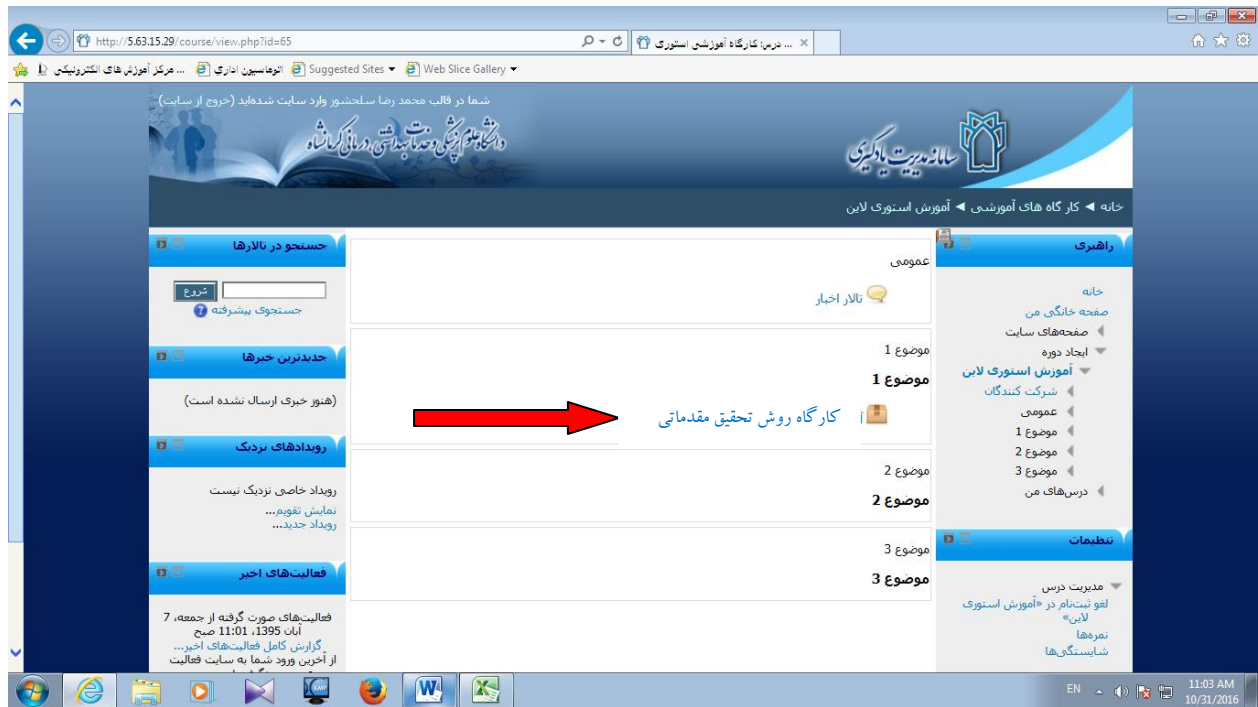 http://5.63.15.29/course/view.php?id=65
درس: کارگاه آموزشی استوری ...
مرکز آموزش های الکترونیکی ...
اتوماسیون اداری
Suggested Sites
Web Slice Gallery
شما در قالب محمد رضا سلحشور وارد سایت شده‌اید (خروج از سایت)
دانشگاه علوم پزشکی و خدمات بهداشتی، درمانی کرمانشاه
سامانه مدیریت یادگیری
خانه ◄ کار گاه های آموزشی ◄ آموزش استوری لاین
راهبری
خانه
صفحه خانگی من
صفحه‌های سایت
ایجاد دوره
آموزش استوری لاین
شرکت کنندگان
عمومی
موضوع 1
موضوع 2
موضوع 3
درس‌های من
تنظیمات
مدیریت درس
لغو ثبت‌نام در «آموزش استوری
لاین»
نمره‌ها
شایستگی‌ها
عمومی
تالار اخبار
موضوع 1
موضوع 1
کارگاه روش تحقیق مقدماتی
موضوع 2
موضوع 2
موضوع 3
موضوع 3
جستجو در تالارها
شروع
جستجوی پیشرفته
جدیدترین خبرها
(هنوز خبری ارسال نشده است)
رویدادهای نزدیک
رویداد خاصی نزدیک نیست
نمایش تقویم...
رویداد جدید...
فعالیت‌های اخیر
فعالیت‌های صورت گرفته از جمعه، 7
آبان 1395، 11:01 صبح
گزارش کامل فعالیت‌های اخیر...
از آخرین ورود شما به سایت فعالیت
EN
11:03 AM
10/31/2016